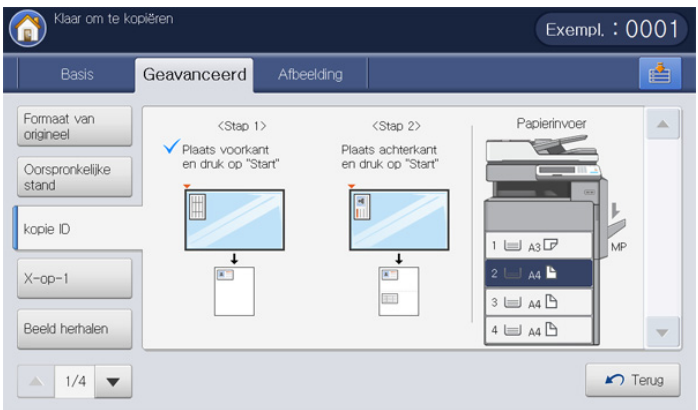 Klaar om te kopiëren
Exempl. : 0001
Basis
Geavanceerd
Afbeelding
Formaat van
origineel
Oorspronkelijke
stand
kopie ID
X-op-1
Beeld herhalen
1/4
<Stap 1>
Plaats voorkant
en druk op "Start"
<Stap 2>
Plaats achterkant
en druk op "Start"
Papierinvoer
1 A3
2 A4
3 A4
4 A4
MP
Terug